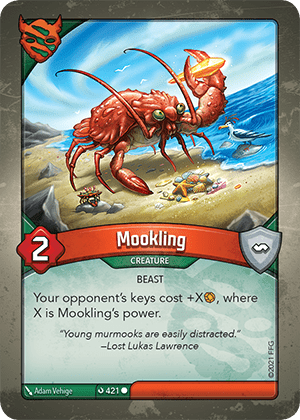 Mookling
2
CREATURE
BEAST
Your opponent's keys cost +X, where
X is Mookling's power.
“Young murmooks are easily distracted.”
–Lost Lukas Lawrence
©2021 FFG
Adam Vehige
421